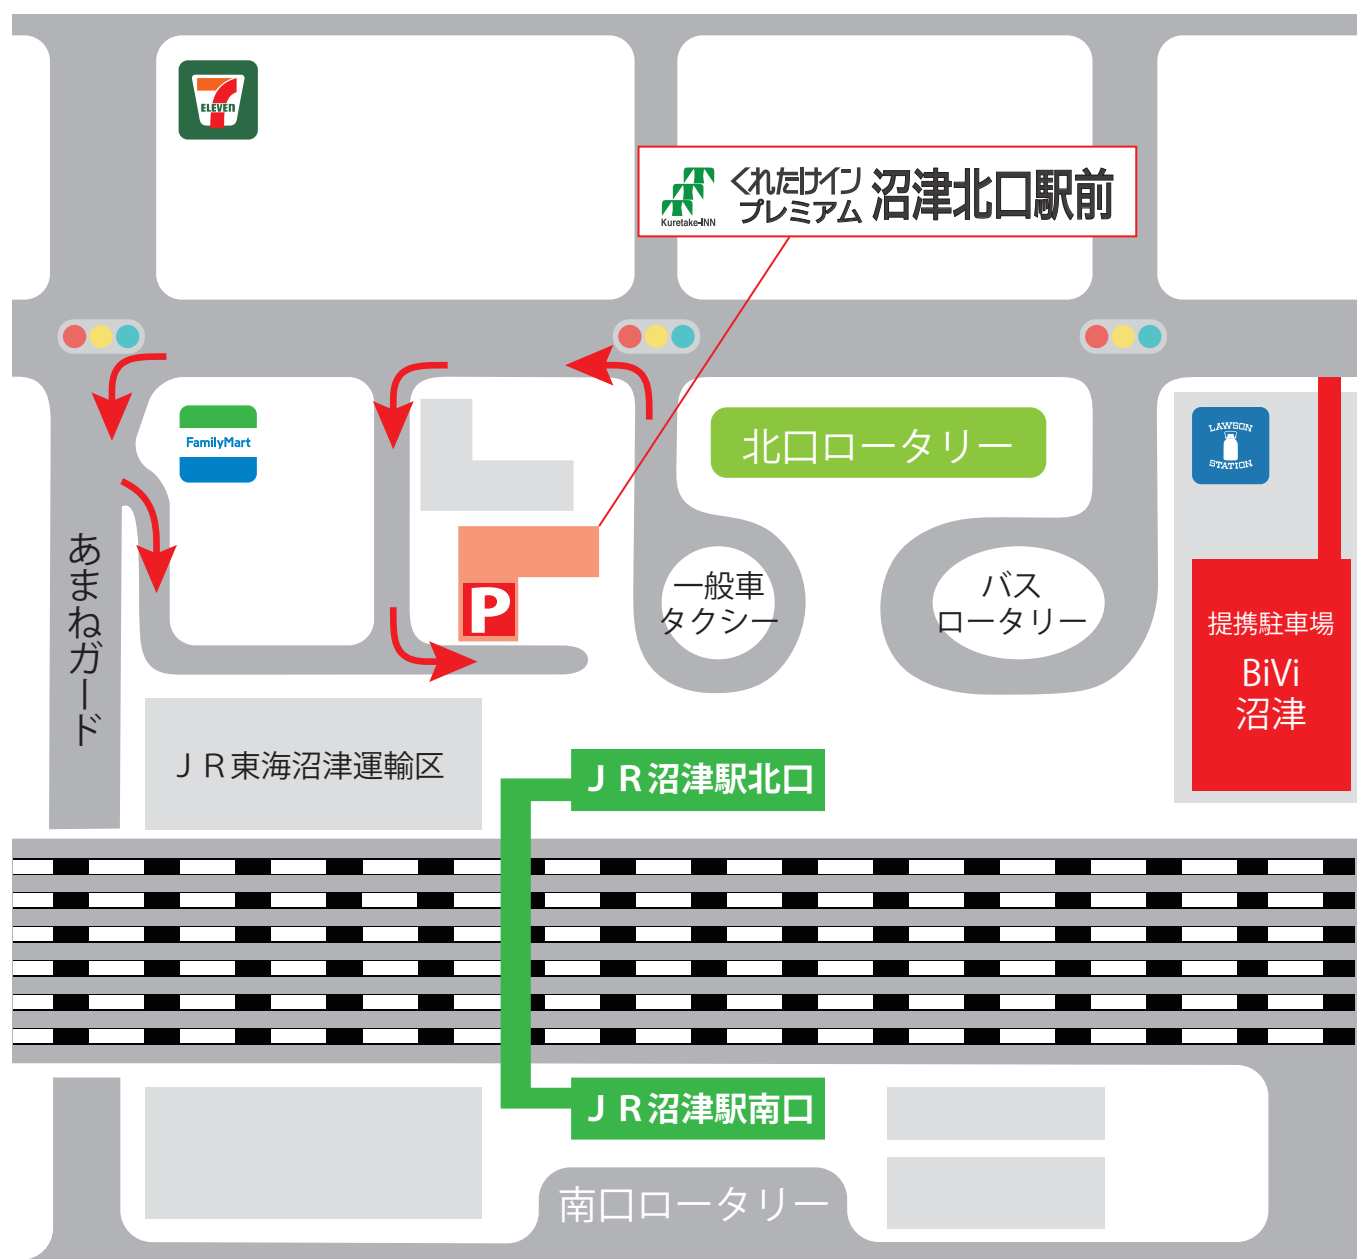 ELEVEN
Kuretake-INN
くれたけイン
プレミアム
沼津北口駅前
FamilyMart
北口ロータリー
LAWSON
STATION
あまねガード
一般車
タクシー
バス
ロータリー
P
提携駐車場
BiVi
沼津
ＪＲ東海沼津運輸区
ＪＲ沼津駅北口
ＪＲ沼津駅南口
南口ロータリー